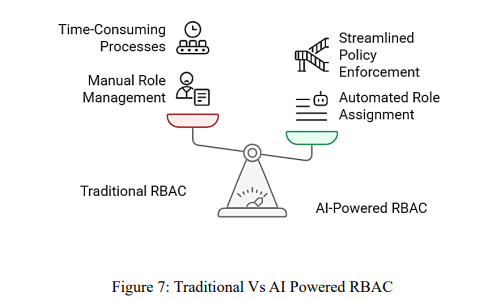 Time-Consuming
Processes
Manual Role
Management
Streamlined
Policy
Enforcement
Automated Role
Assignment
Traditional RBAC
AI-Powered RBAC
Figure 7: Traditional Vs AI Powered RBAC